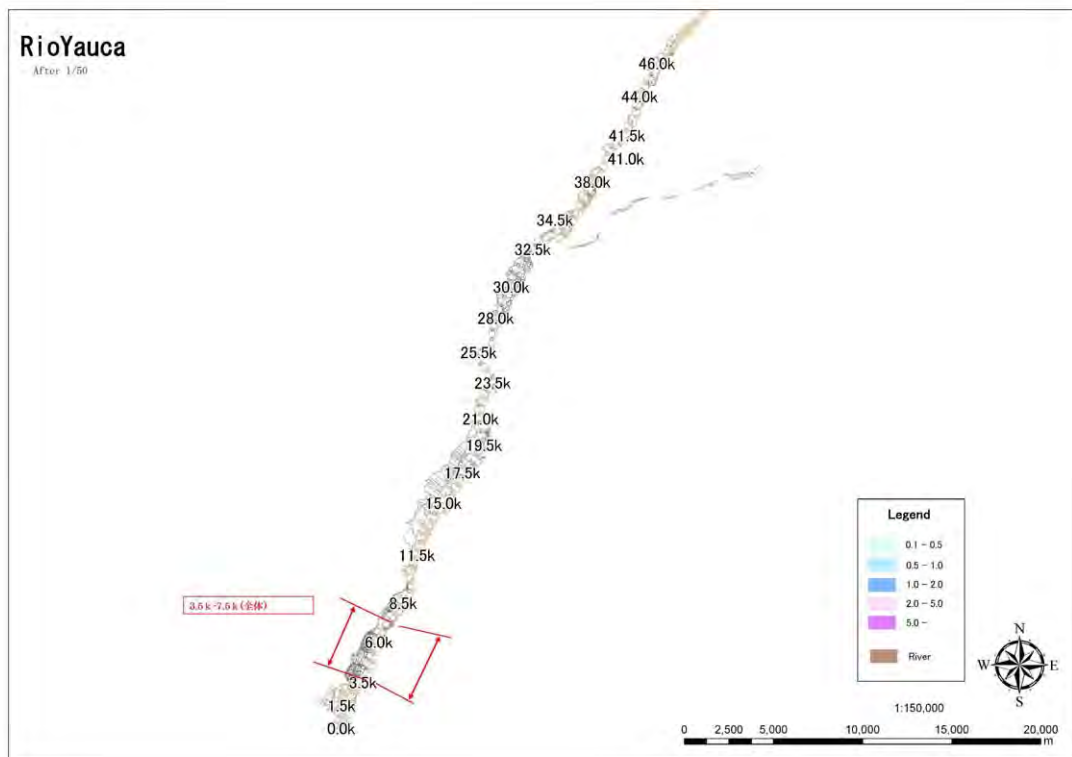 RioYauca
After 1/50
46.0k
44.0k
41.5k
41.0k
38.0k
34.5k
32.5k
30.0k
28.0k
25.5k
23.5k
21.0k
19.5k
17.5k
15.0k
11.5k
8.5k
3.5k-7.5k(全体)
6.0k
3.5k
1.5k
0.0k
Legend
0.1 - 0.5
0.5 - 1.0
1.0 - 2.0
2.0 - 5.0
5.0 -
River
N
W E
S
1:150,000
0 2,500 5,000 10,000 15,000 20,000
m